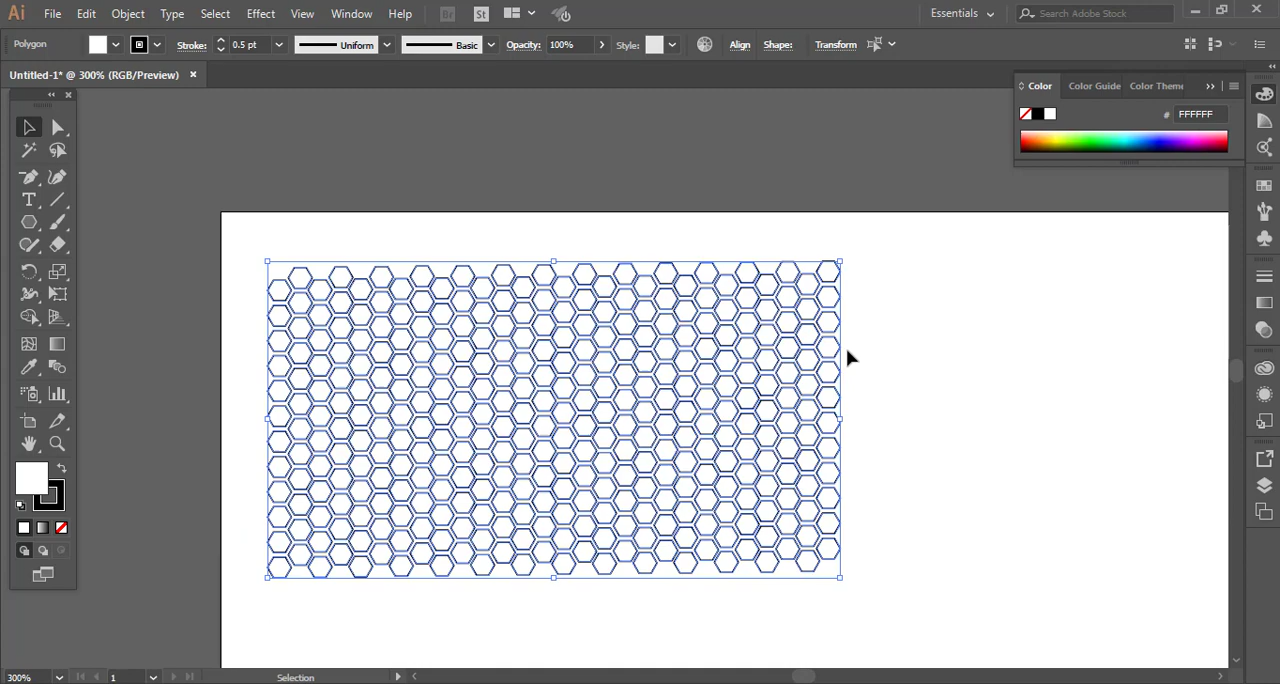 Ai File Edit Object Type Select Effect View Window Help Br St Essentials Search Adobe Stock
Polygon Stroke: 0.5 pt Uniform Basic Opacity: 100% Style: Align Shape: Transform
Untitled-1* @ 300% (RGB/Preview)
Color Color Guide Color Theme
# FFFFFF
T
300% 1 Selection